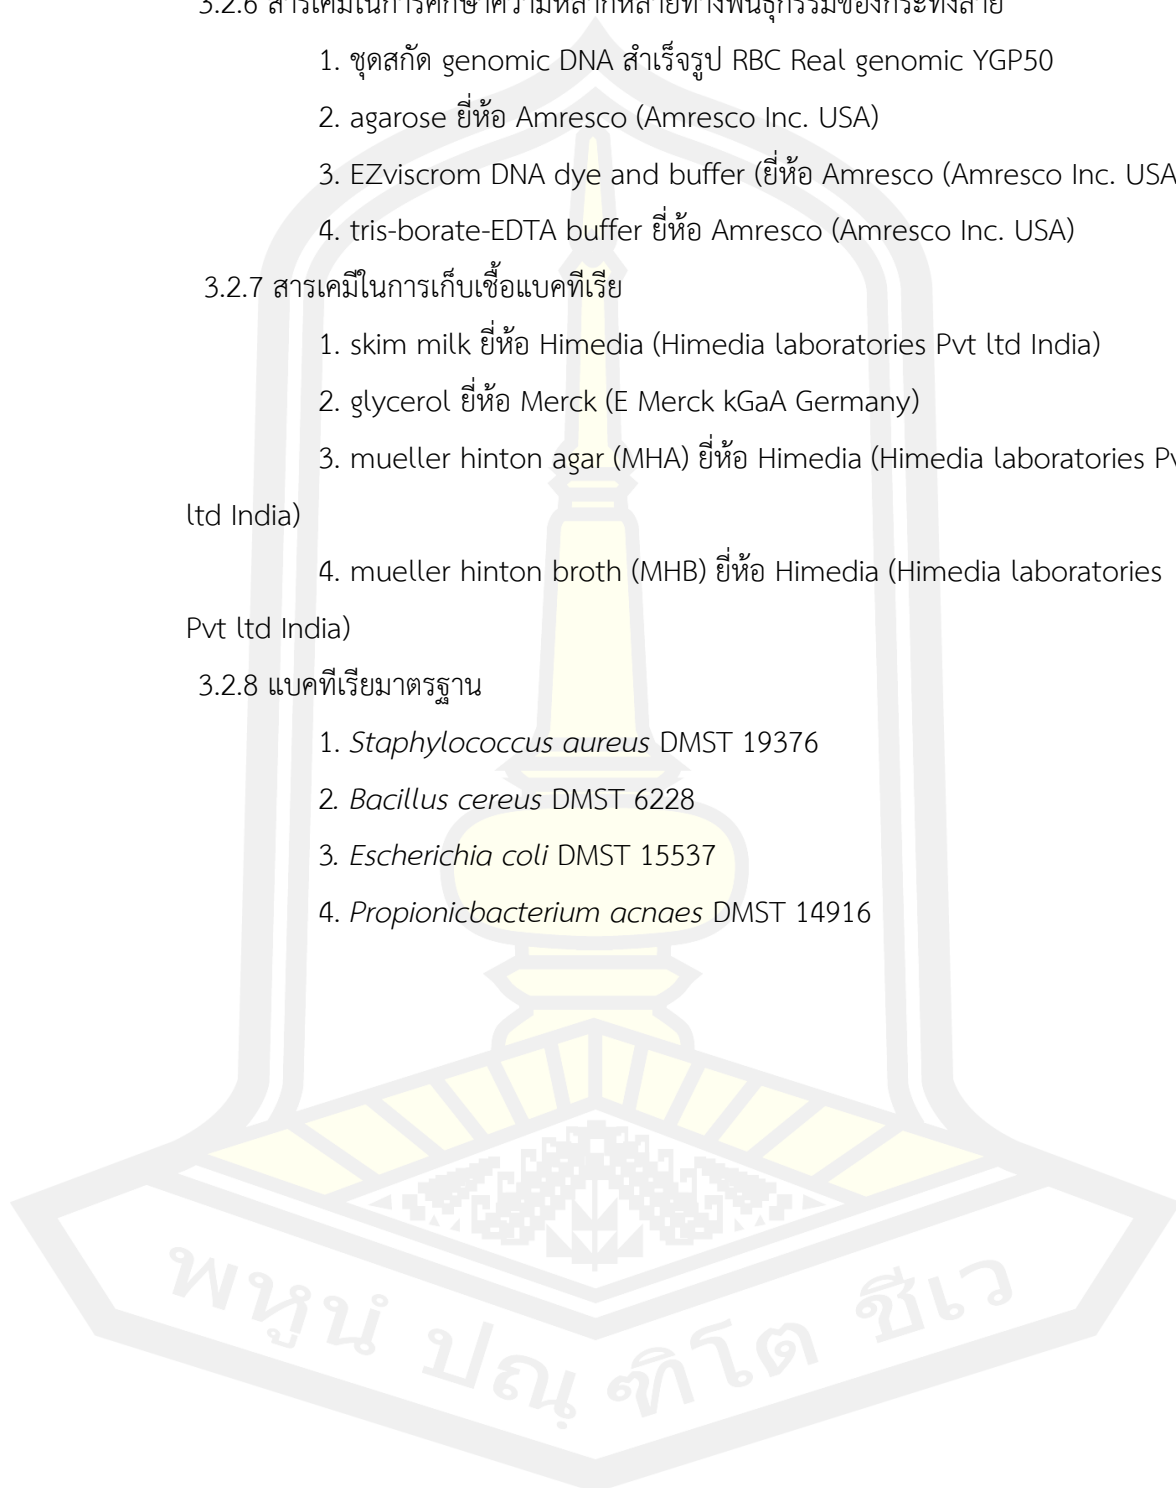 3.2.6 สารเคมีในการศึกษาความหลากหลายทางพันธุกรรมของกระทงลาย
1. ชุดสกัด genomic DNA สำเร็จรูป RBC Real genomic YGP50
2. agarose ยี่ห้อ Amresco (Amresco Inc. USA)
3. EZviscrom DNA dye and buffer (ยี่ห้อ Amresco (Amresco Inc. USA
4. tris-borate-EDTA buffer ยี่ห้อ Amresco (Amresco Inc. USA)
3.2.7 สารเคมีในการเก็บเชื้อแบคทีเรีย
1. skim milk ยี่ห้อ Himedia (Himedia laboratories Pvt ltd India)
2. glycerol ยี่ห้อ Merck (E Merck kGaA Germany)
3. mueller hinton agar (MHA) ยี่ห้อ Himedia (Himedia laboratories Pv
ltd India)
4. mueller hinton broth (MHB) ยี่ห้อ Himedia (Himedia laboratories
Pvt ltd India)
3.2.8 แบคทีเรียมาตรฐาน
1. Staphylococcus aureus DMST 19376
2. Bacillus cereus DMST 6228
3. Escherichia coli DMST 15537
4. Propionicbacterium acnaes DMST 14916
พหูนํ ปณฺฑิโต ชีเว